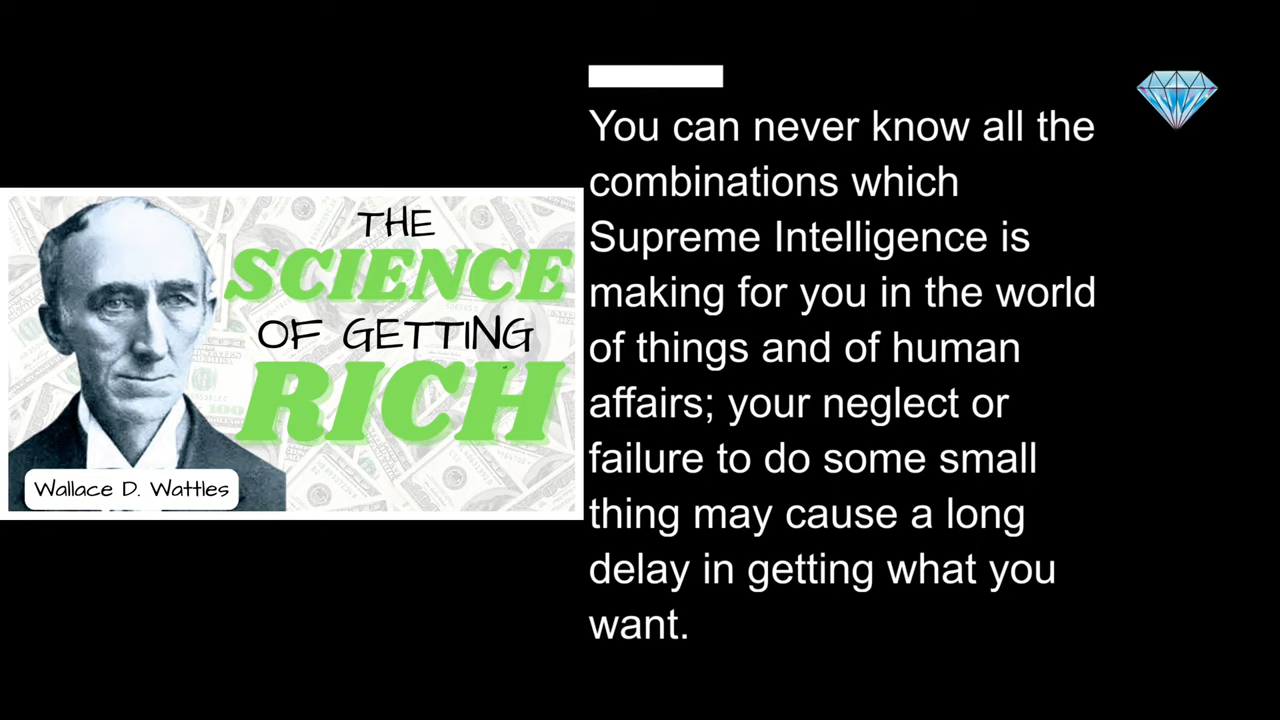 THE
SCIENCE
OF GETTING
RICH
Wallace D. Wattles
You can never know all the
combinations which
Supreme Intelligence is
making for you in the world
of things and of human
affairs; your neglect or
failure to do some small
thing may cause a long
delay in getting what you
want.